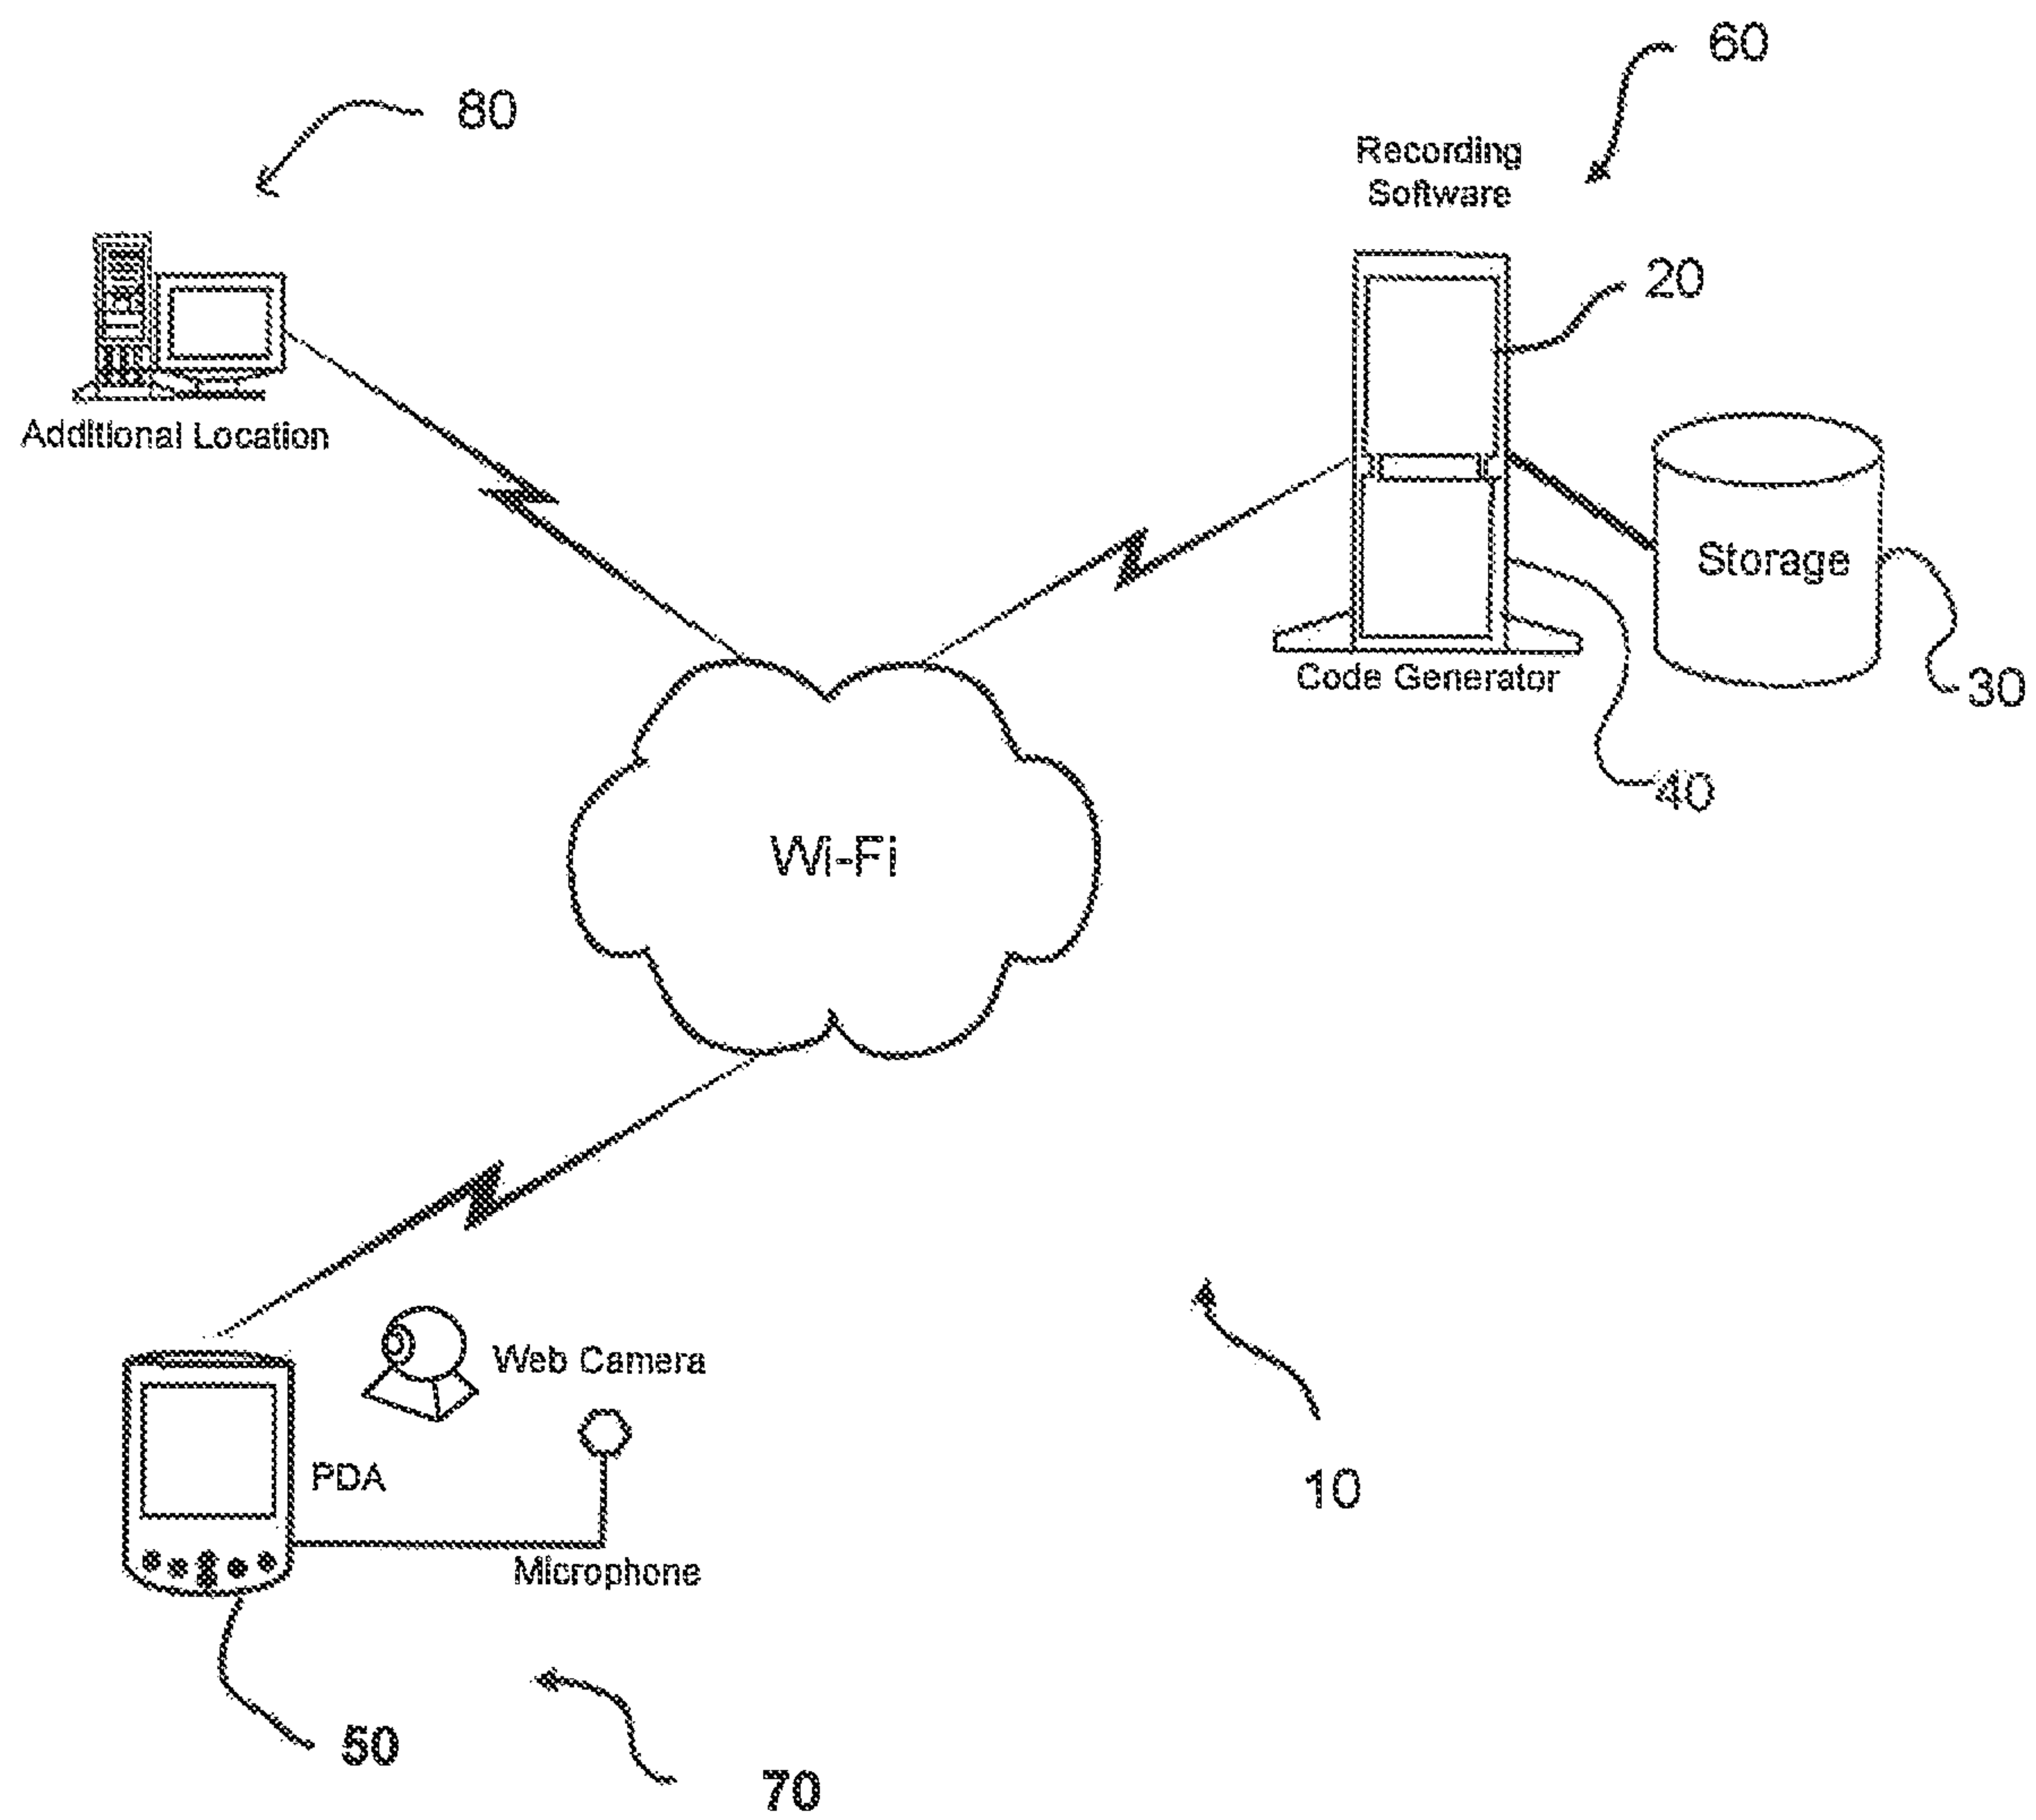 60
80
Recording
Software
20
Additional Location
Storage
Code Generator
30
40
Wi-Fi
Web Camera
PDA
10
Microphone
50
70